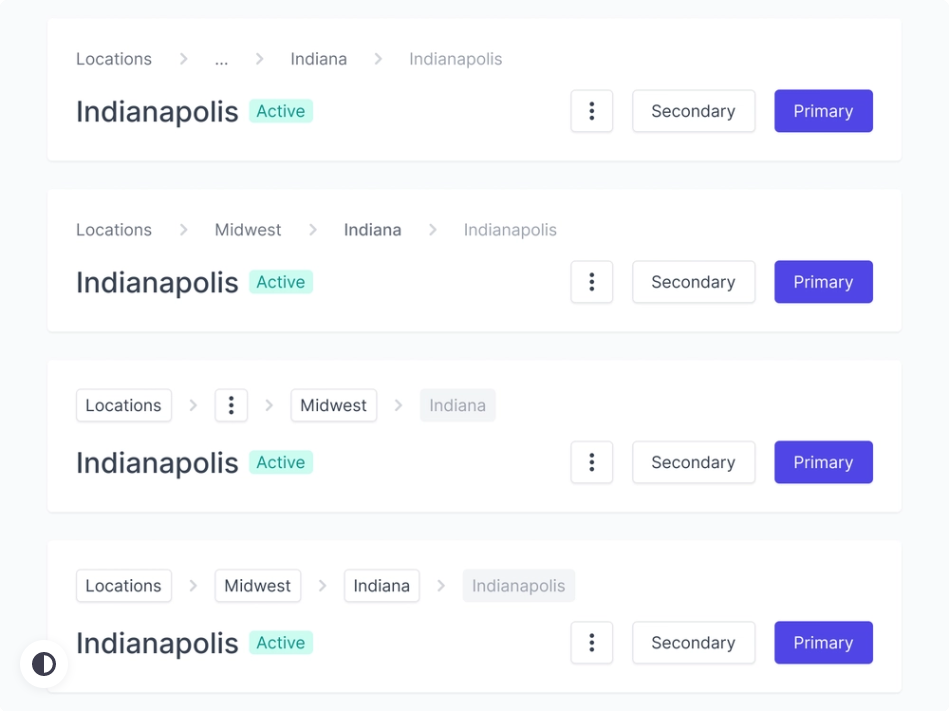 Locations ... Indiana Indianapolis
Indianapolis Active Secondary Primary
Locations Midwest Indiana Indianapolis
Indianapolis Active Secondary Primary
Locations Midwest Indiana
Indianapolis Active Secondary Primary
Locations Midwest Indiana Indianapolis
Indianapolis Active Secondary Primary